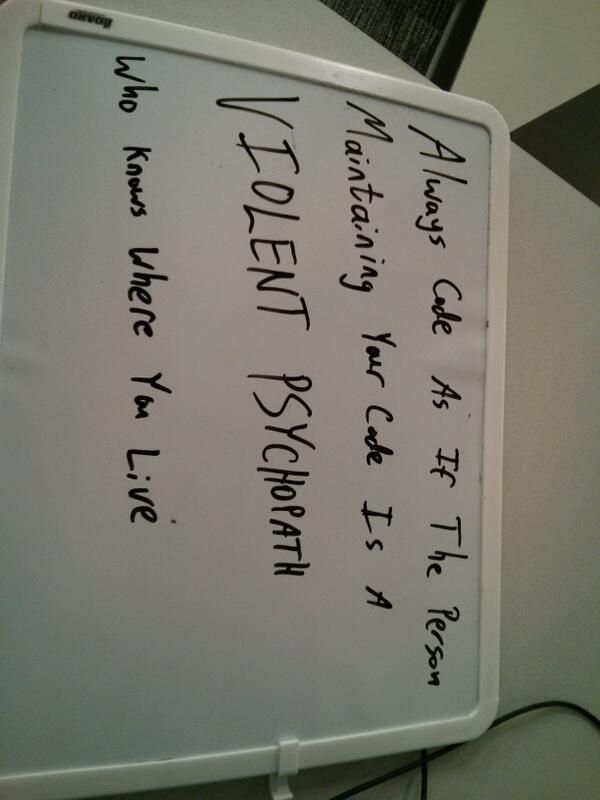 Always Code As If The Person
Maintaining Your Code Is A
VIOLENT PSYCHOPATH
Who Knows Where You Live